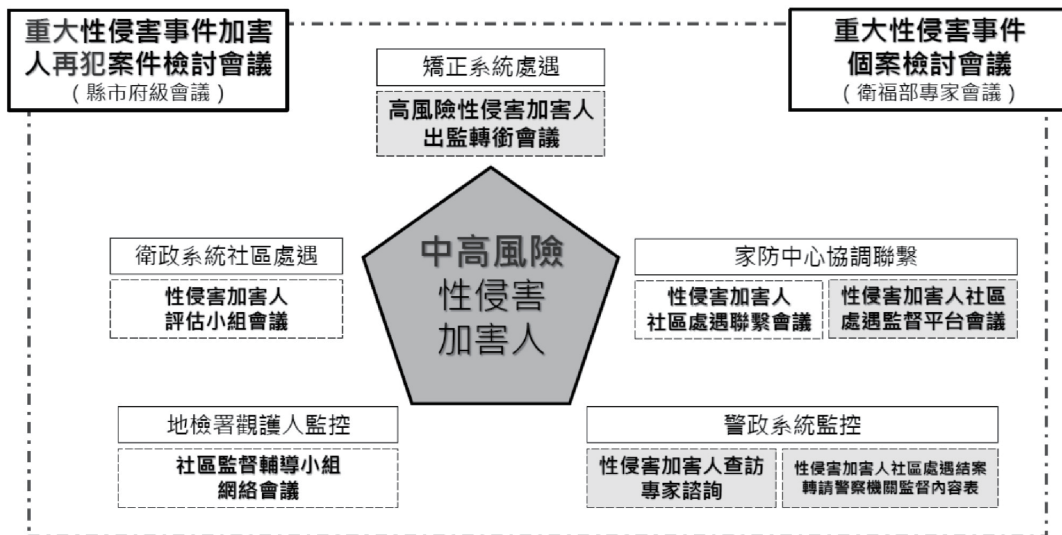 重大性侵害事件加害
人再犯案件檢討會議
（縣市府級會議）
重大性侵害事件
個案檢討會議
（衛福部專家會議）
矯正系統處遇
高風險性侵害加害人
出監轉銜會議
中高風險
性侵害
加害人
衛政系統社區處遇
性侵害加害人
評估小組會議
家防中心協調聯繫
性侵害加害人
社區處遇聯繫會議
性侵害加害人社區
處遇監督平台會議
地檢署觀護人監控
社區監督輔導小組
網絡會議
警政系統監控
性侵害加害人查訪
專家諮詢
性侵害加害人社區處遇結案
轉請警察機關監督內容表